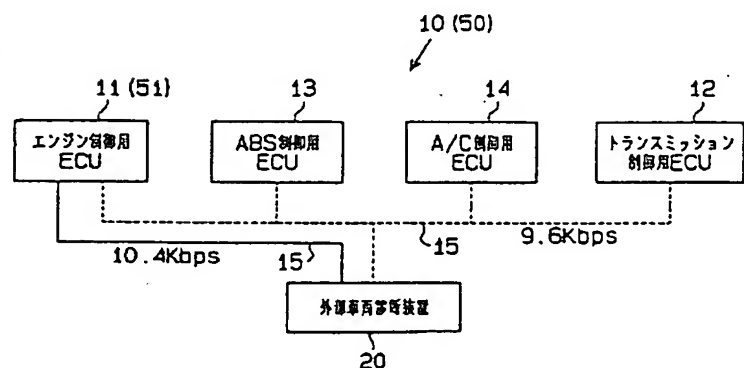 10 (50)
11 (51)
13
14
12
エンジン制御用
ECU
ABS制御用
ECU
A/C制御用
ECU
トランスミッション
制御用ECU
15
9.6Kbps
10.4Kbps
15
外部車両診断装置
20